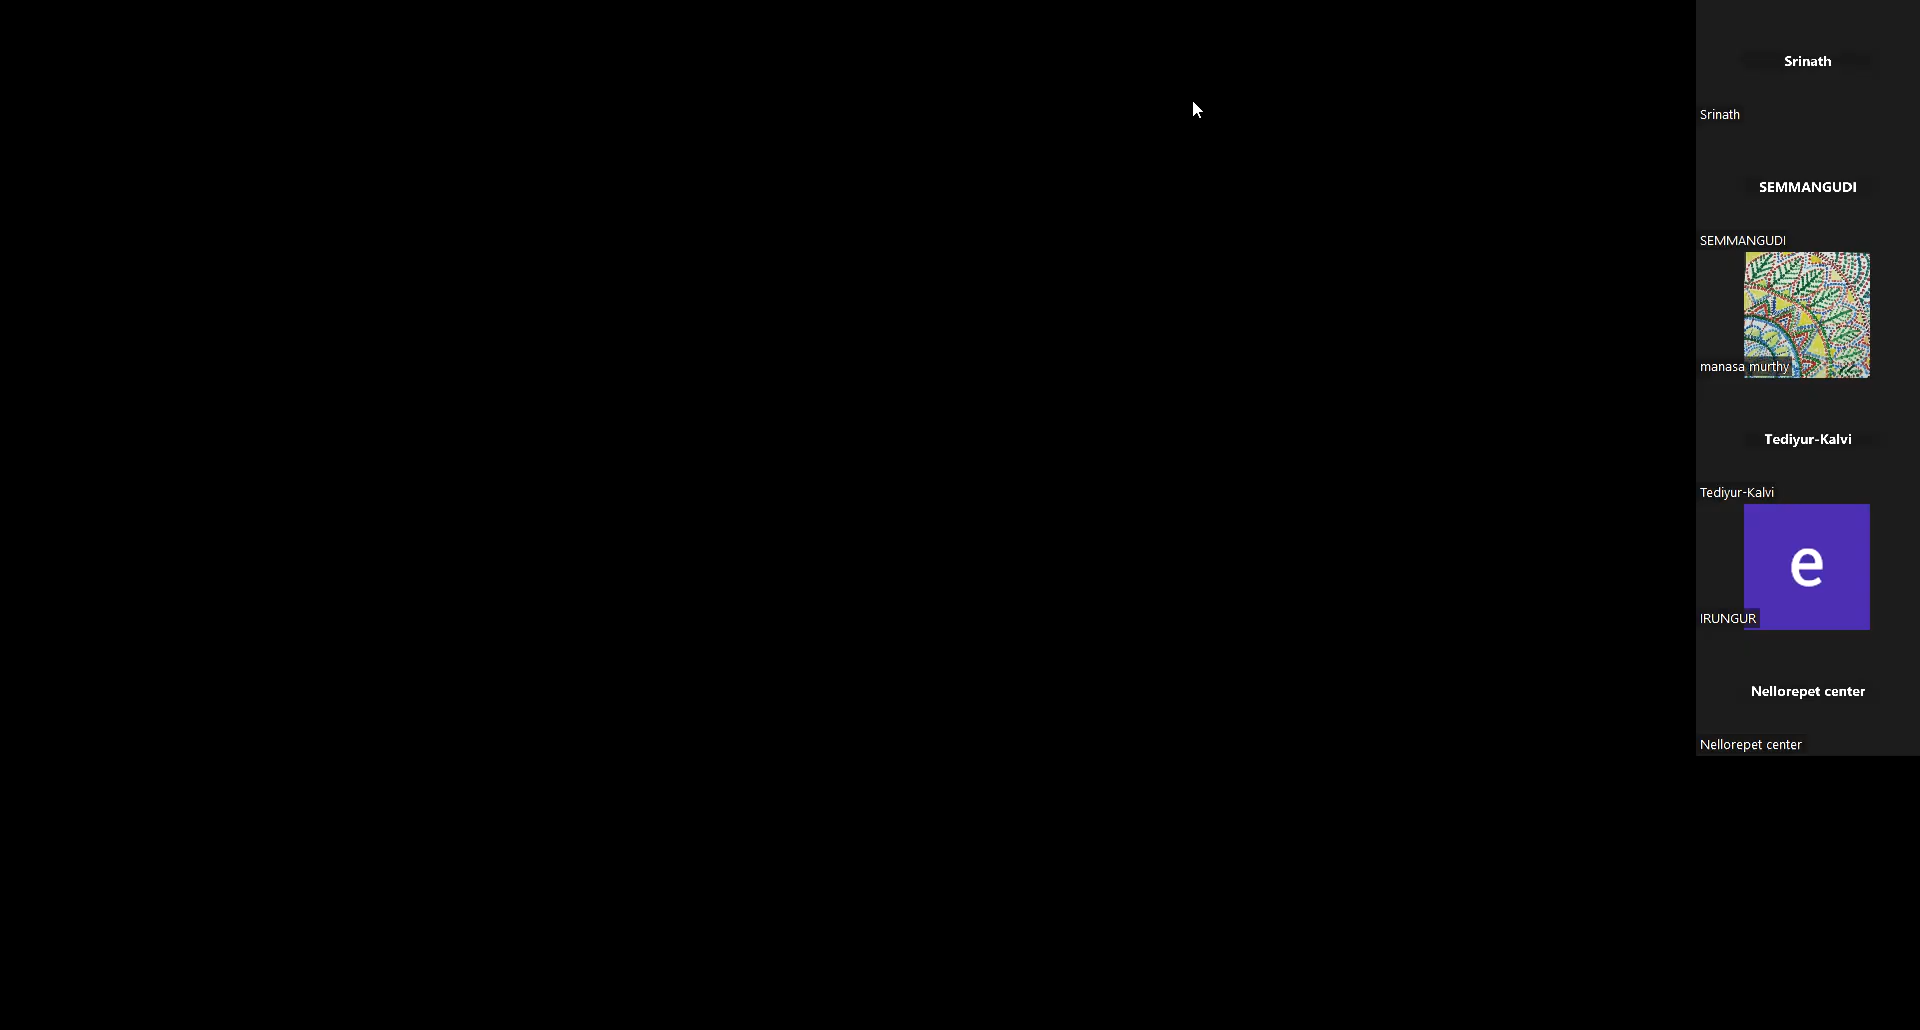 Srinath
Srinath
SEMMANGUDI
SEMMANGUDI
manasa murthy
Tediyur-Kalvi
Tediyur-Kalvi
e
IRUNGUR
Nellorepet center
Nellorepet center